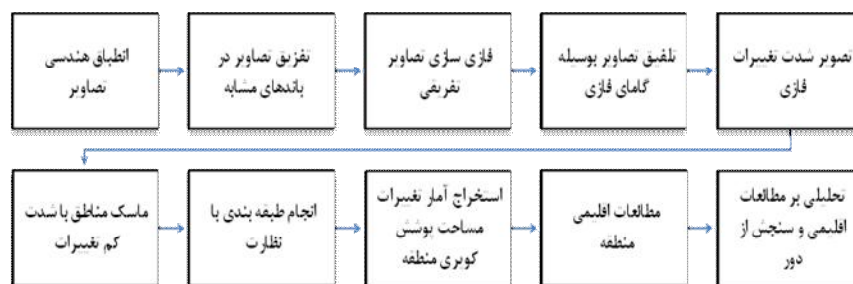 انطباق هندسی
تصاویر
تفریق تصاویر در
باندهای مشابه
فازی سازی تصاویر
تفریقی
تلفیق تصاویر بوسیله
گامای فازی
تصویر شدت تغییرات
فازی
ماسک مناطق با شدت
کم تغییرات
انجام طبقه بندی با
نظارت
استخراج آمار تغییرات
مساحت پوشش
کویری منطقه
مطالعات اقلیمی
منطقه
تحلیلی بر مطالعات
اقلیمی و سنجش از
دور